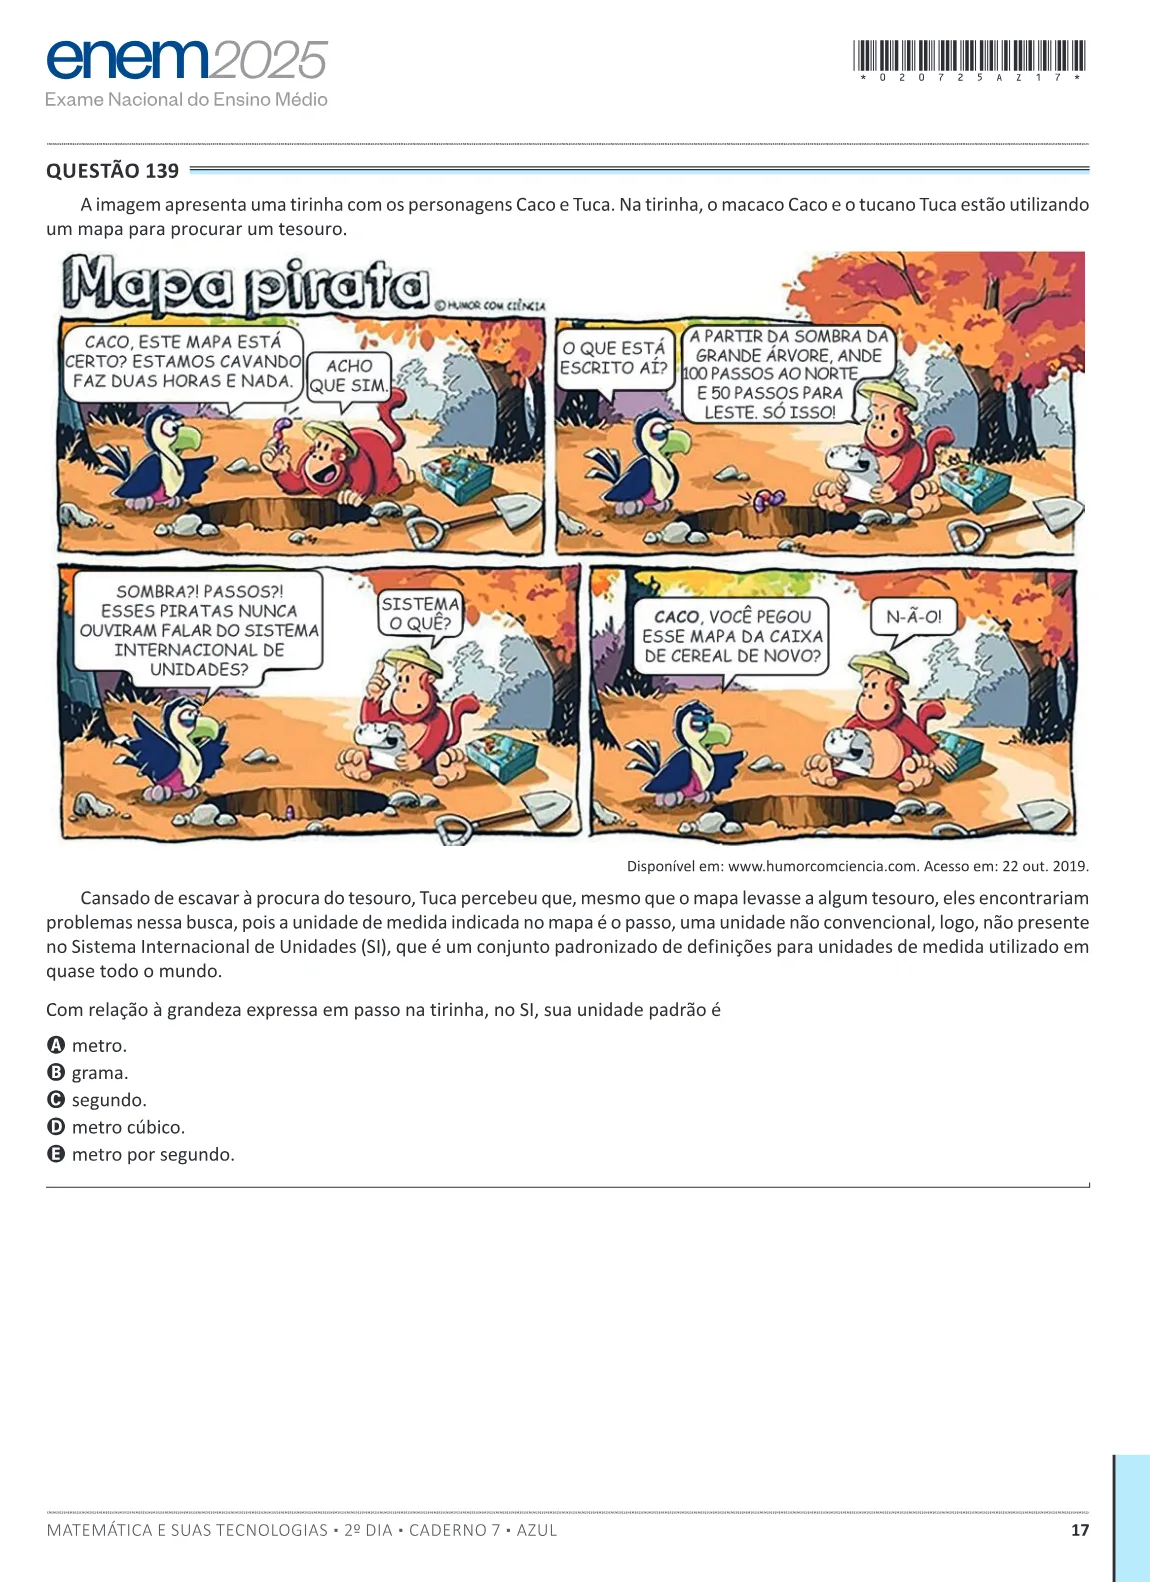 enem2025
Exame Nacional do Ensino Médio
*020725AZ17*
QUESTÃO 139
A imagem apresenta uma tirinha com os personagens Caco e Tuca. Na tirinha, o macaco Caco e o tucano Tuca estão utilizando
um mapa para procurar um tesouro.
Mapa pirata
© HUMOR COM CIÊNCIA
CACO, ESTE MAPA ESTÁ
CERTO? ESTAMOS CAVANDO
FAZ DUAS HORAS E NADA.
ACHO
QUE SIM.
O QUE ESTÁ
ESCRITO AÍ?
A PARTIR DA SOMBRA DA
GRANDE ÁRVORE, ANDE
100 PASSOS AO NORTE
E 50 PASSOS PARA
LESTE. SÓ ISSO!
SOMBRA?! PASSOS?!
ESSES PIRATAS NUNCA
OUVIRAM FALAR DO SISTEMA
INTERNACIONAL DE
UNIDADES?
SISTEMA
O QUÊ?
CACO, VOCÊ PEGOU
ESSE MAPA DA CAIXA
DE CEREAL DE NOVO?
N-Ã-O!
Disponível em: www.humorcomciencia.com. Acesso em: 22 out. 2019.
Cansado de escavar à procura do tesouro, Tuca percebeu que, mesmo que o mapa levasse a algum tesouro, eles encontrariam
problemas nessa busca, pois a unidade de medida indicada no mapa é o passo, uma unidade não convencional, logo, não presente
no Sistema Internacional de Unidades (SI), que é um conjunto padronizado de definições para unidades de medida utilizado em
quase todo o mundo.
Com relação à grandeza expressa em passo na tirinha, no SI, sua unidade padrão é
A metro.
B grama.
C segundo.
D metro cúbico.
E metro por segundo.
MATEMÁTICA E SUAS TECNOLOGIAS • 2º DIA • CADERNO 7 • AZUL
17